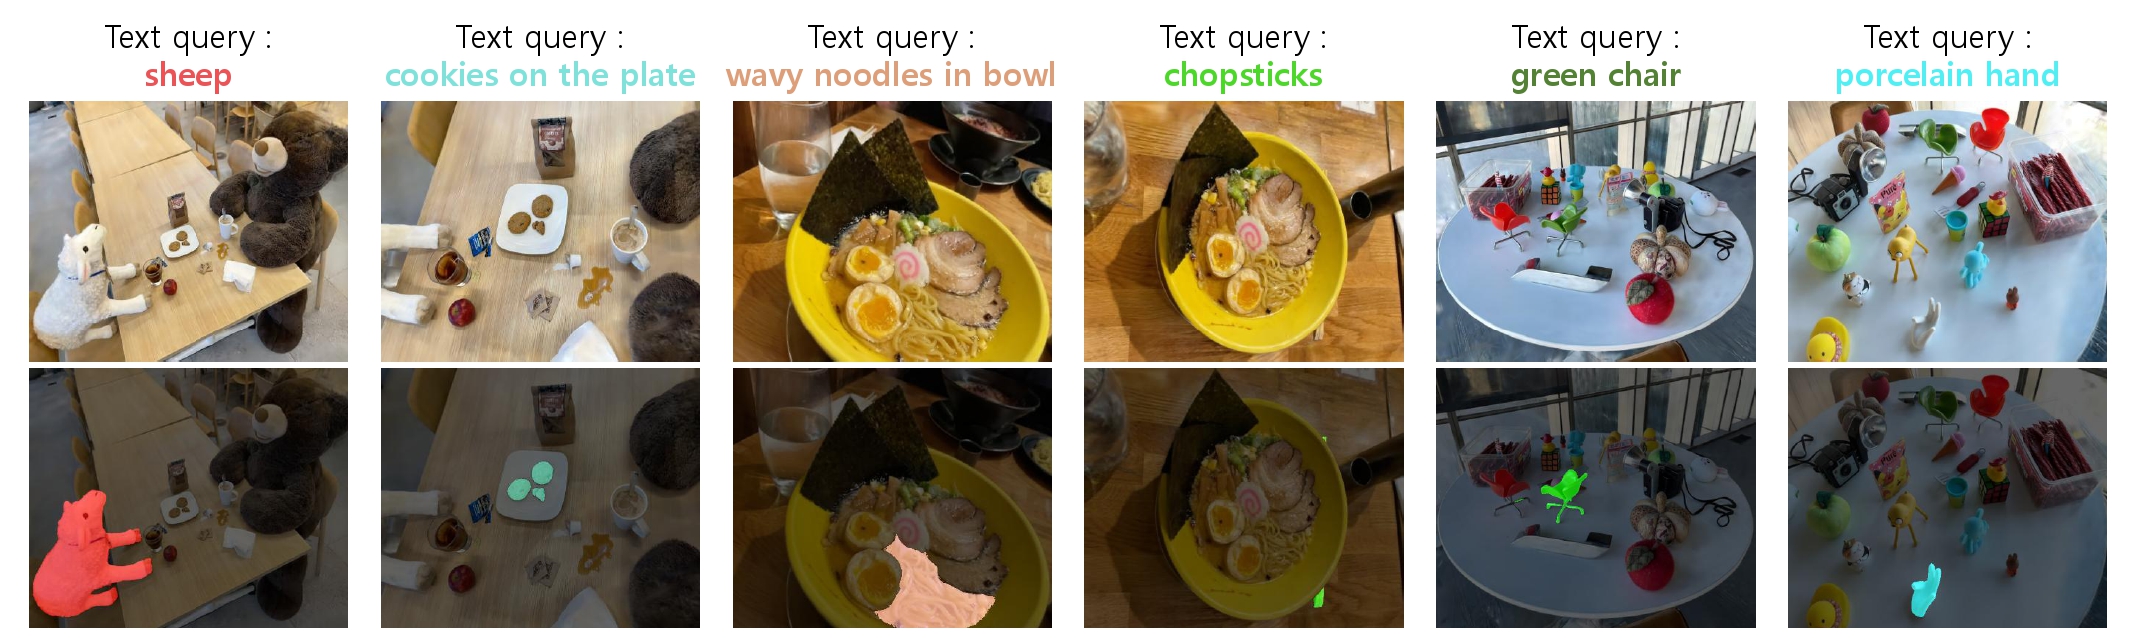 Text query :
sheep
Text query :
cookies on the plate
Text query :
wavy noodles in bowl
Text query :
chopsticks
Text query :
green chair
Text query :
porcelain hand